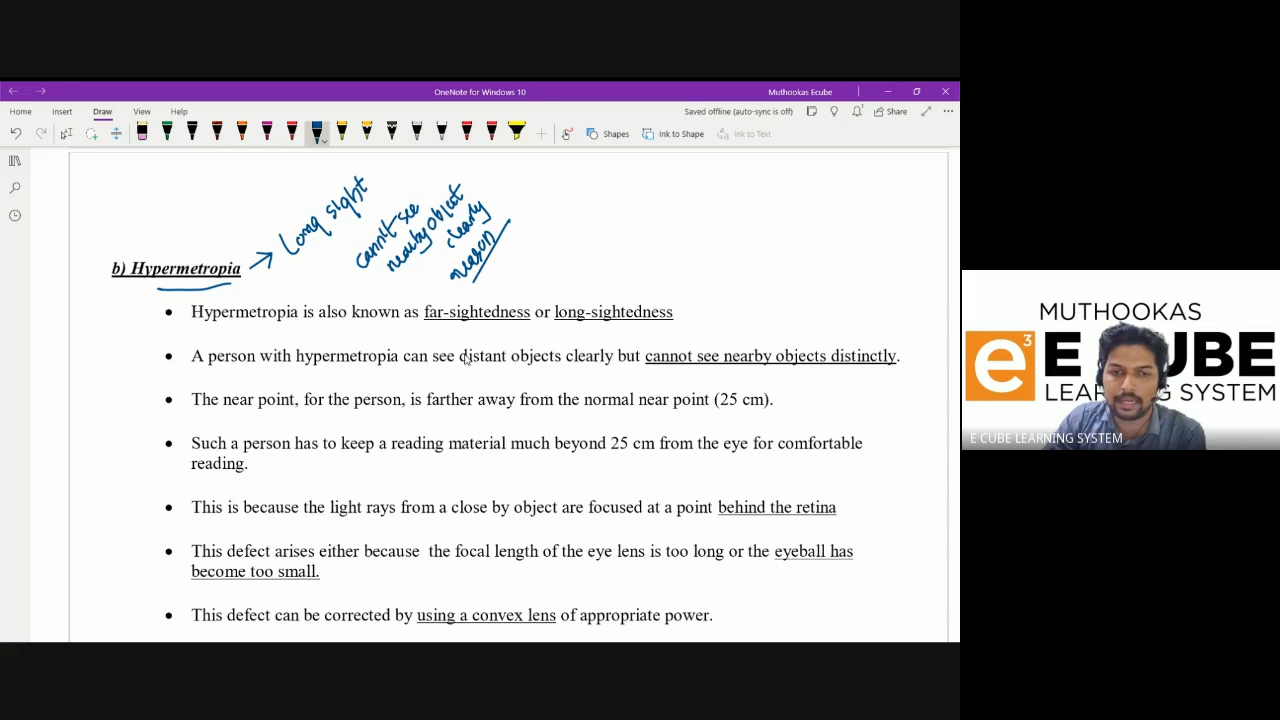 OneNote for Windows 10
Muthookas Ecube
Home Insert Draw View Help
Saved offline (auto-sync is off)
Share
Shapes
Ink to Shape
Ink to Text
Long sight
cannit see
nearby object
clearly
reason
b) Hypermetropia
• Hypermetropia is also known as far-sightedness or long-sightedness
• A person with hypermetropia can see distant objects clearly but cannot see nearby objects distinctly.
• The near point, for the person, is farther away from the normal near point (25 cm).
• Such a person has to keep a reading material much beyond 25 cm from the eye for comfortable
reading.
• This is because the light rays from a close by object are focused at a point behind the retina
• This defect arises either because the focal length of the eye lens is too long or the eyeball has
become too small.
• This defect can be corrected by using a convex lens of appropriate power.
MUTHOOKAS
e3 E CUBE
LEARNING SYSTEM
E CUBE LEARNING SYSTEM